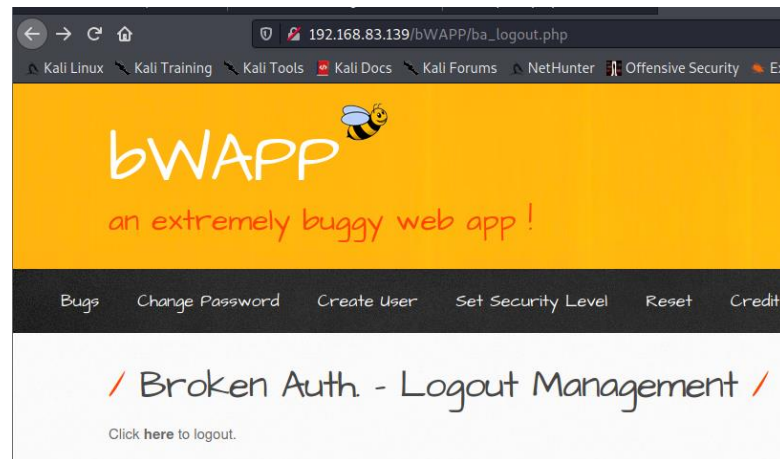 192.168.83.139/bWAPP/ba_logout.php
Kali Linux Kali Training Kali Tools Kali Docs Kali Forums NetHunter Offensive Security
bWAPP
an extremely buggy web app !
Bugs Change Password Create User Set Security Level Reset Credit
/ Broken Auth. - Logout Management /
Click here to logout.